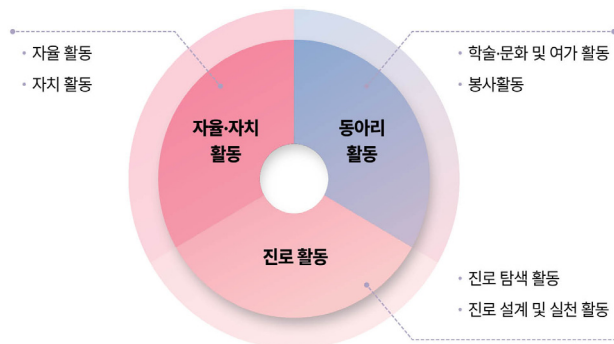 · 자율 활동
· 자치 활동
· 학술·문화 및 여가 활동
· 봉사활동
자율·자치
활동
동아리
활동
진로 활동
· 진로 탐색 활동
· 진로 설계 및 실천 활동